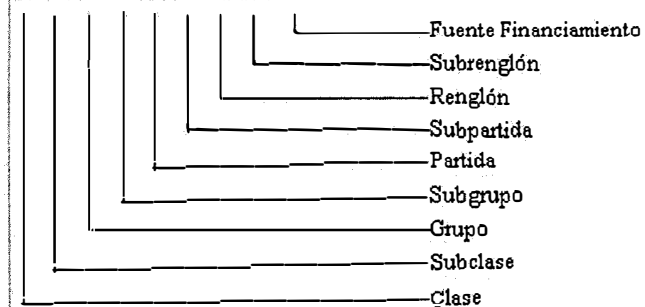 Fuente Financiamiento
Subrenglón
Renglón
Subpartida
Partida
Subgrupo
Grupo
Subclase
Clase